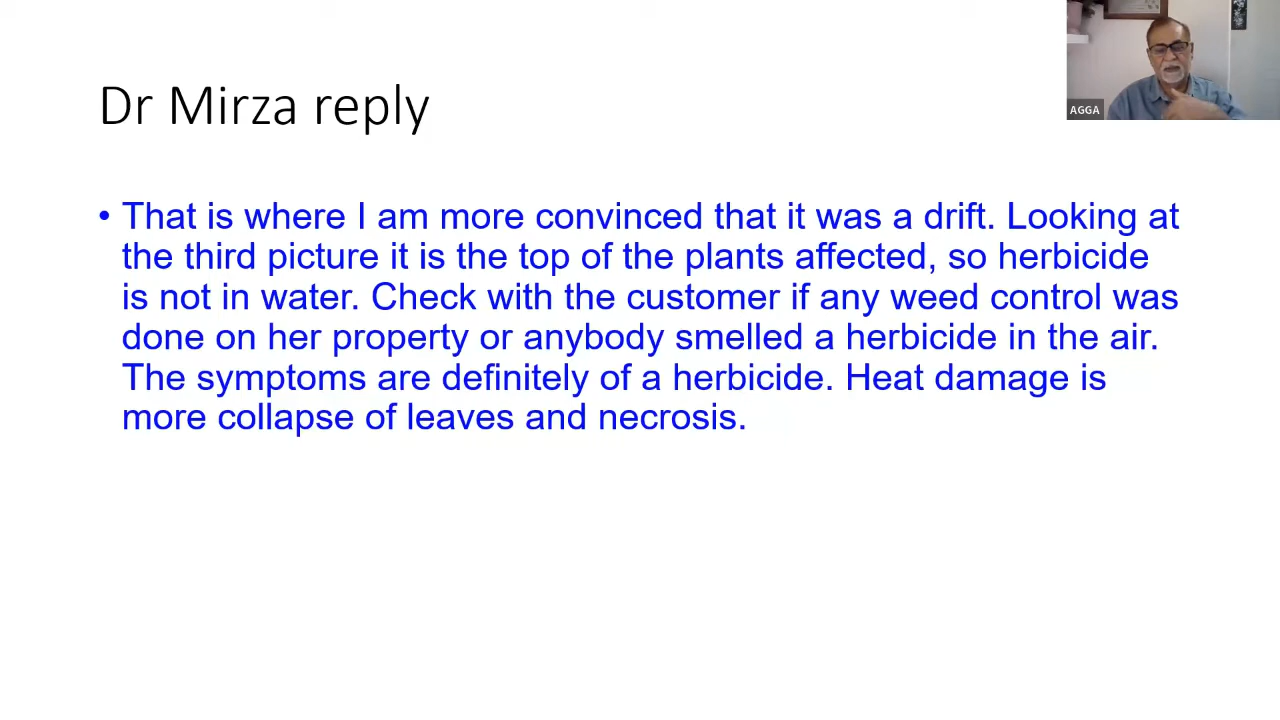 AGGA
Dr Mirza reply
• That is where I am more convinced that it was a drift. Looking at
the third picture it is the top of the plants affected, so herbicide
is not in water. Check with the customer if any weed control was
done on her property or anybody smelled a herbicide in the air.
The symptoms are definitely of a herbicide. Heat damage is
more collapse of leaves and necrosis.